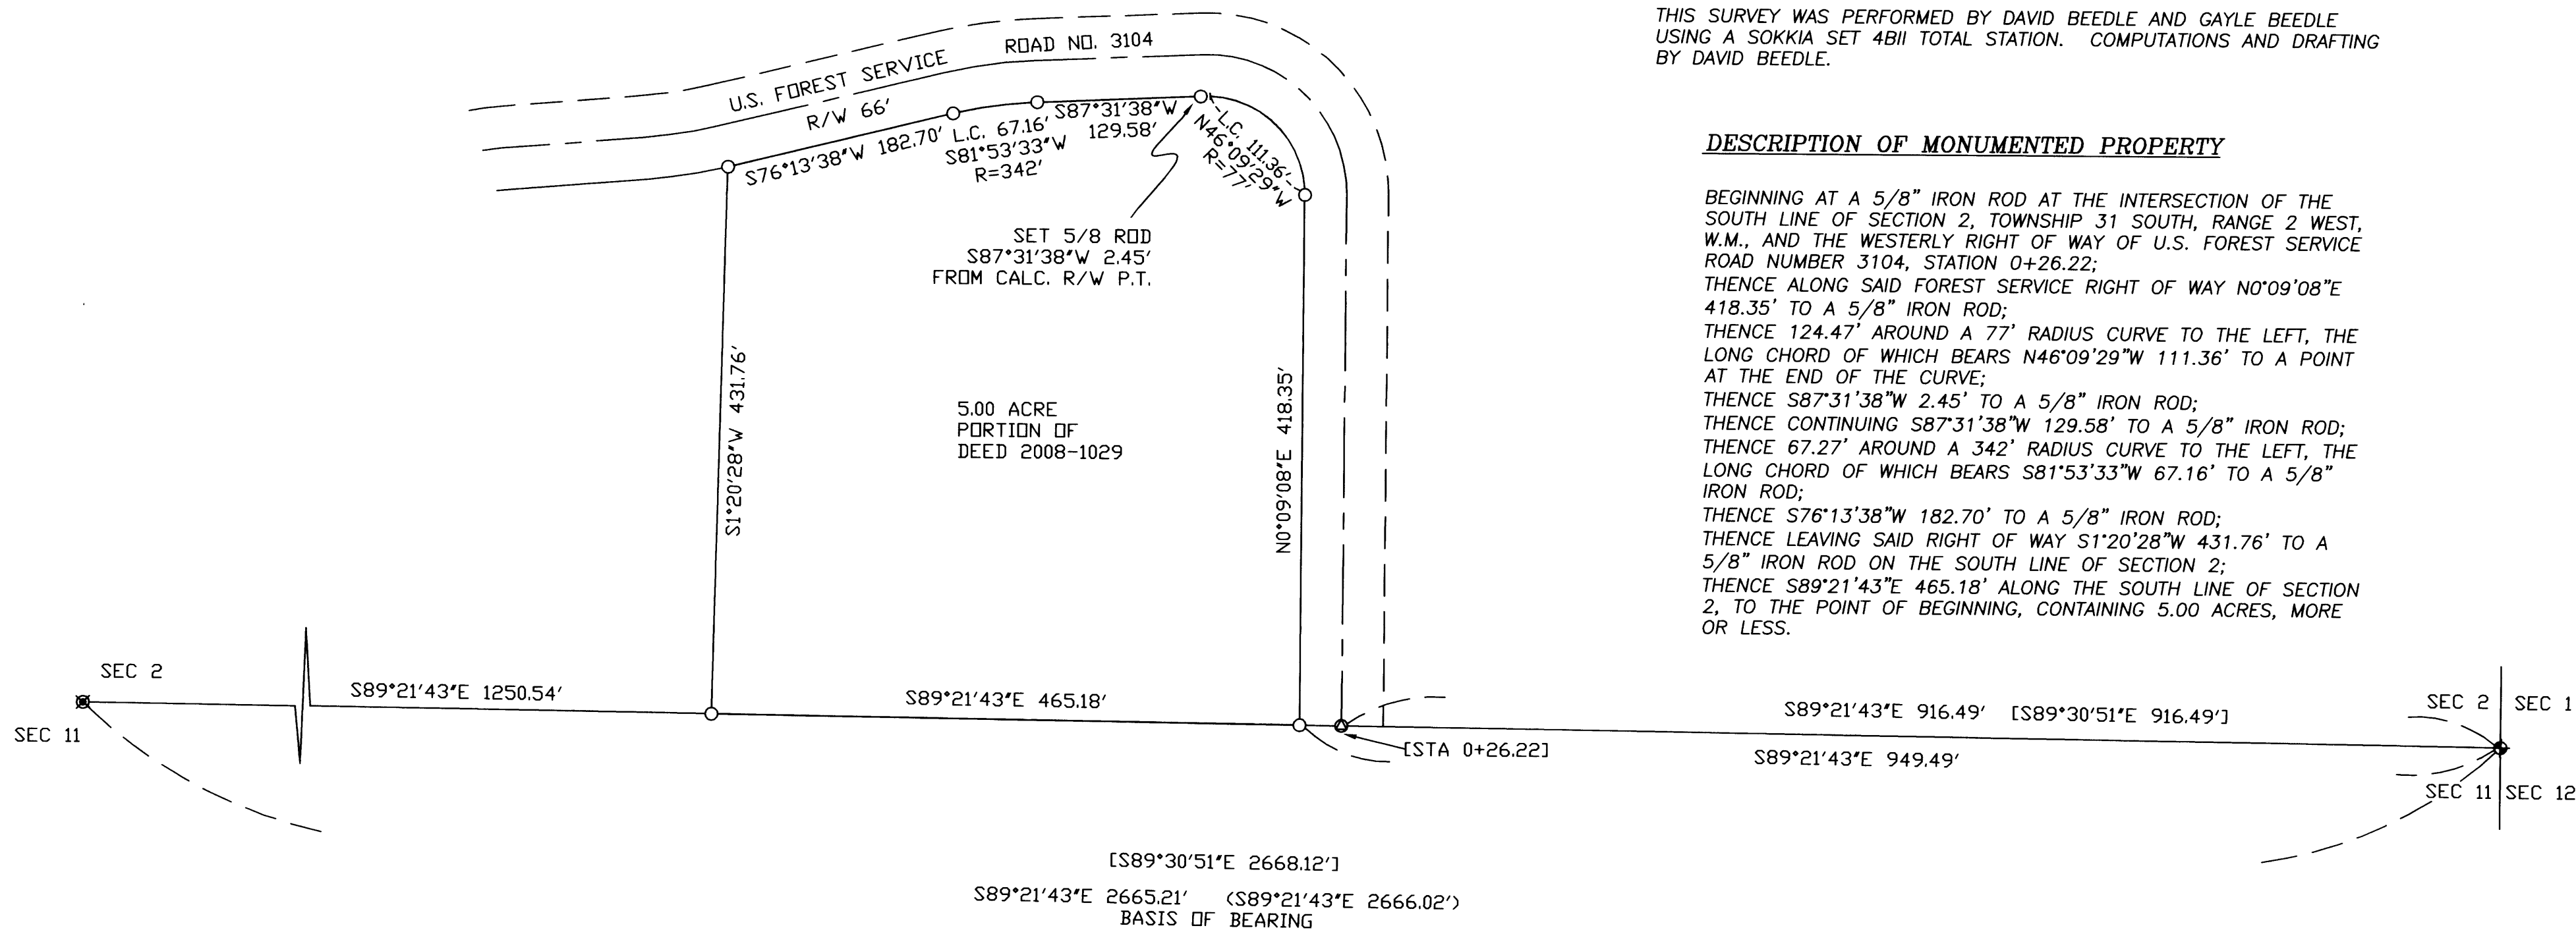 THIS SURVEY WAS PERFORMED BY DAVID BEEDLE AND GAYLE BEEDLE
USING A SOKKIA SET 4BII TOTAL STATION.  COMPUTATIONS AND DRAFTING
BY DAVID BEEDLE.
U.S. FOREST SERVICE ROAD NO. 3104
R/W 66'
S76°13'38"W 182.70'
L.C. 67.16'
S81°53'33"W
R=342'
S87°31'38"W
129.58'
L.C. 111.36'
N46°09'29"W
R=77'
SET 5/8 ROD
S87°31'38"W 2.45'
FROM CALC. R/W P.T.
S1°20'28"W 431.76'
5.00 ACRE
PORTION OF
DEED 2008-1029
N0°09'08"E 418.35'
DESCRIPTION OF MONUMENTED PROPERTY
BEGINNING AT A 5/8" IRON ROD AT THE INTERSECTION OF THE
SOUTH LINE OF SECTION 2, TOWNSHIP 31 SOUTH, RANGE 2 WEST,
W.M., AND THE WESTERLY RIGHT OF WAY OF U.S. FOREST SERVICE
ROAD NUMBER 3104, STATION 0+26.22;
THENCE ALONG SAID FOREST SERVICE RIGHT OF WAY N0°09'08"E
418.35' TO A 5/8" IRON ROD;
THENCE 124.47' AROUND A 77' RADIUS CURVE TO THE LEFT, THE
LONG CHORD OF WHICH BEARS N46°09'29"W 111.36' TO A POINT
AT THE END OF THE CURVE;
THENCE S87°31'38"W 2.45' TO A 5/8" IRON ROD;
THENCE CONTINUING S87°31'38"W 129.58' TO A 5/8" IRON ROD;
THENCE 67.27' AROUND A 342' RADIUS CURVE TO THE LEFT, THE
LONG CHORD OF WHICH BEARS S81°53'33"W 67.16' TO A 5/8"
IRON ROD;
THENCE S76°13'38"W 182.70' TO A 5/8" IRON ROD;
THENCE LEAVING SAID RIGHT OF WAY S1°20'28"W 431.76' TO A
5/8" IRON ROD ON THE SOUTH LINE OF SECTION 2;
THENCE S89°21'43"E 465.18' ALONG THE SOUTH LINE OF SECTION
2, TO THE POINT OF BEGINNING, CONTAINING 5.00 ACRES, MORE
OR LESS.
SEC 2
SEC 11
S89°21'43"E 1250.54'
S89°21'43"E 465.18'
[STA 0+26.22]
S89°21'43"E 916.49' [S89°30'51"E 916.49']
S89°21'43"E 949.49'
SEC 2 SEC 1
SEC 11 SEC 12
[S89°30'51"E 2668.12']
S89°21'43"E 2665.21' (S89°21'43"E 2666.02')
BASIS OF BEARING